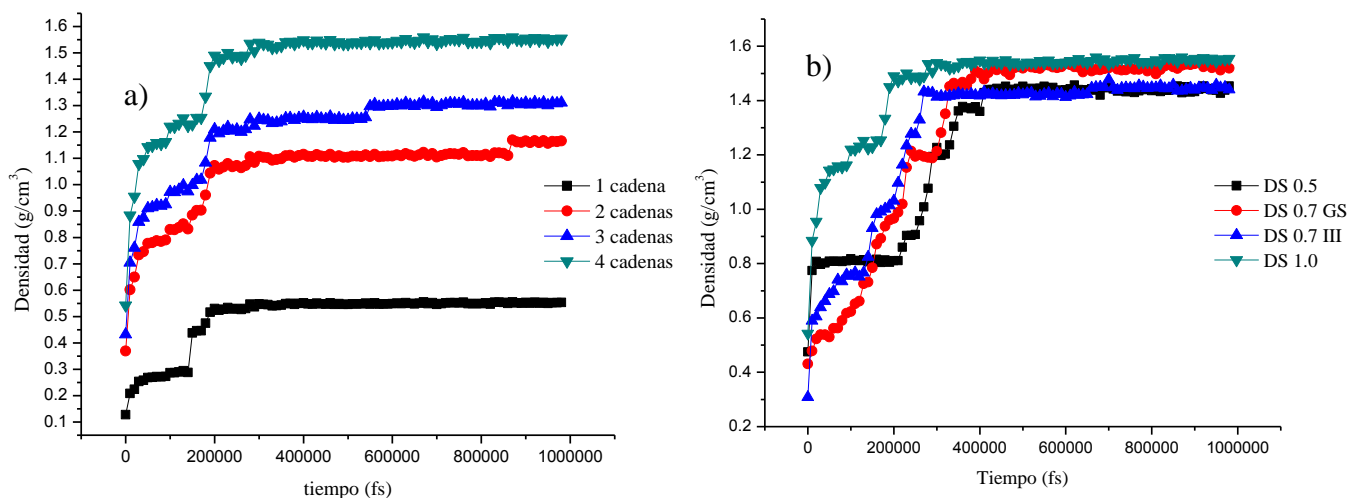 a)
1.6
1.5
1.4
1.3
1.2
1.1
1.0
0.9
0.8
0.7
0.6
0.5
0.4
0.3
0.2
0.1
Densidad (g/cm³)
0 200000 400000 600000 800000 1000000
tiempo (fs)
1 cadena
2 cadenas
3 cadenas
4 cadenas
b)
1.6
1.4
1.2
1.0
0.8
0.6
0.4
0.2
Densidad (g/cm³)
0 200000 400000 600000 800000 1000000
Tiempo (fs)
DS 0.5
DS 0.7 GS
DS 0.7 III
DS 1.0